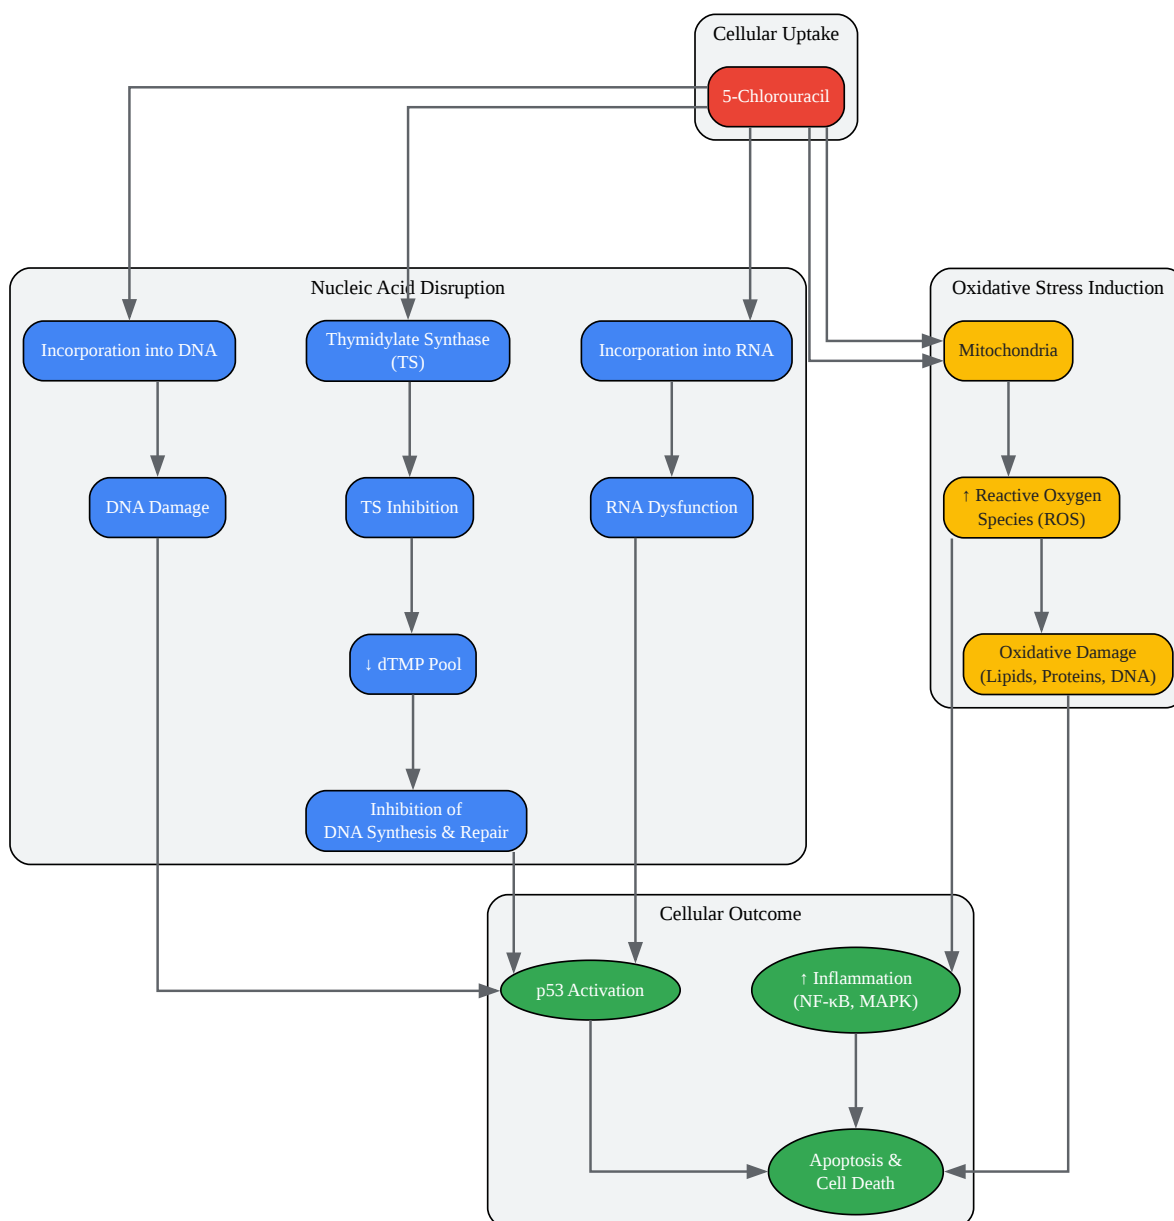 Cellular Uptake
5-Chlorouracil
Nucleic Acid Disruption
Incorporation into DNA
Thymidylate Synthase
(TS)
Incorporation into RNA
DNA Damage
TS Inhibition
RNA Dysfunction
↓ dTMP Pool
Inhibition of
DNA Synthesis & Repair
Oxidative Stress Induction
Mitochondria
↑ Reactive Oxygen
Species (ROS)
Oxidative Damage
(Lipids, Proteins, DNA)
Cellular Outcome
p53 Activation
↑ Inflammation
(NF-κB, MAPK)
Apoptosis &
Cell Death